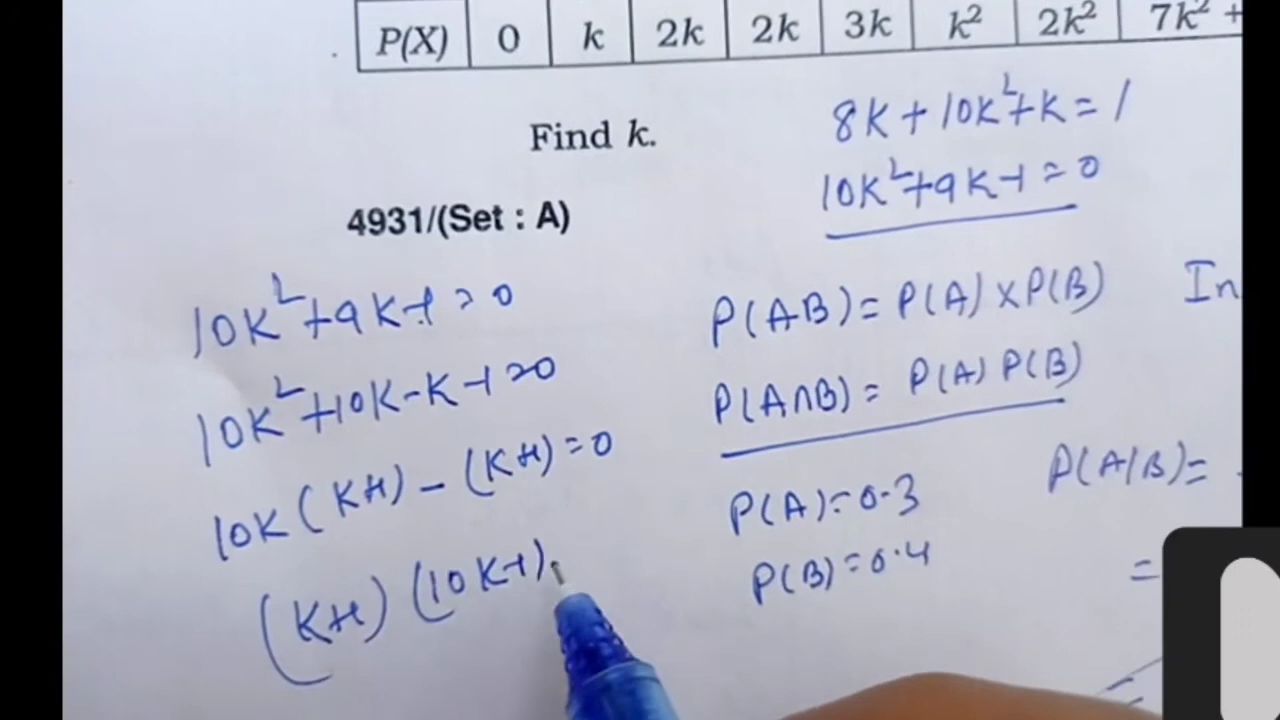 P(X) 0 k 2k 2k 3k k² 2k² 7k² +
Find k.
8K + 10K² + K = 1
10K² + 9K - 1 = 0
4931/(Set : A)
10K² + 9K - 1 = 0
10K² + 10K - K - 1 = 0
10K (K+1) - (K+1) = 0
(K+1) (10K-1)
P(AB) = P(A) × P(B) In
P(A∩B) = P(A) P(B)
P(A) = 0.3
P(B) = 0.4
P(A/B) =
=